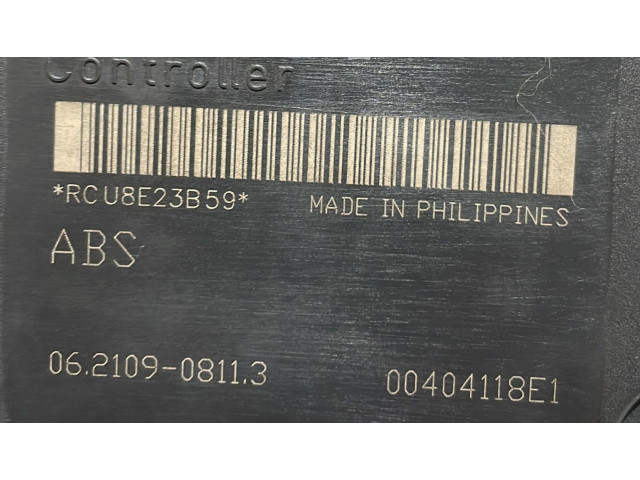 Controller
*RCU8E23B59* MADE IN PHILIPPINES
ABS
06.2109-0811.3 00404118E1